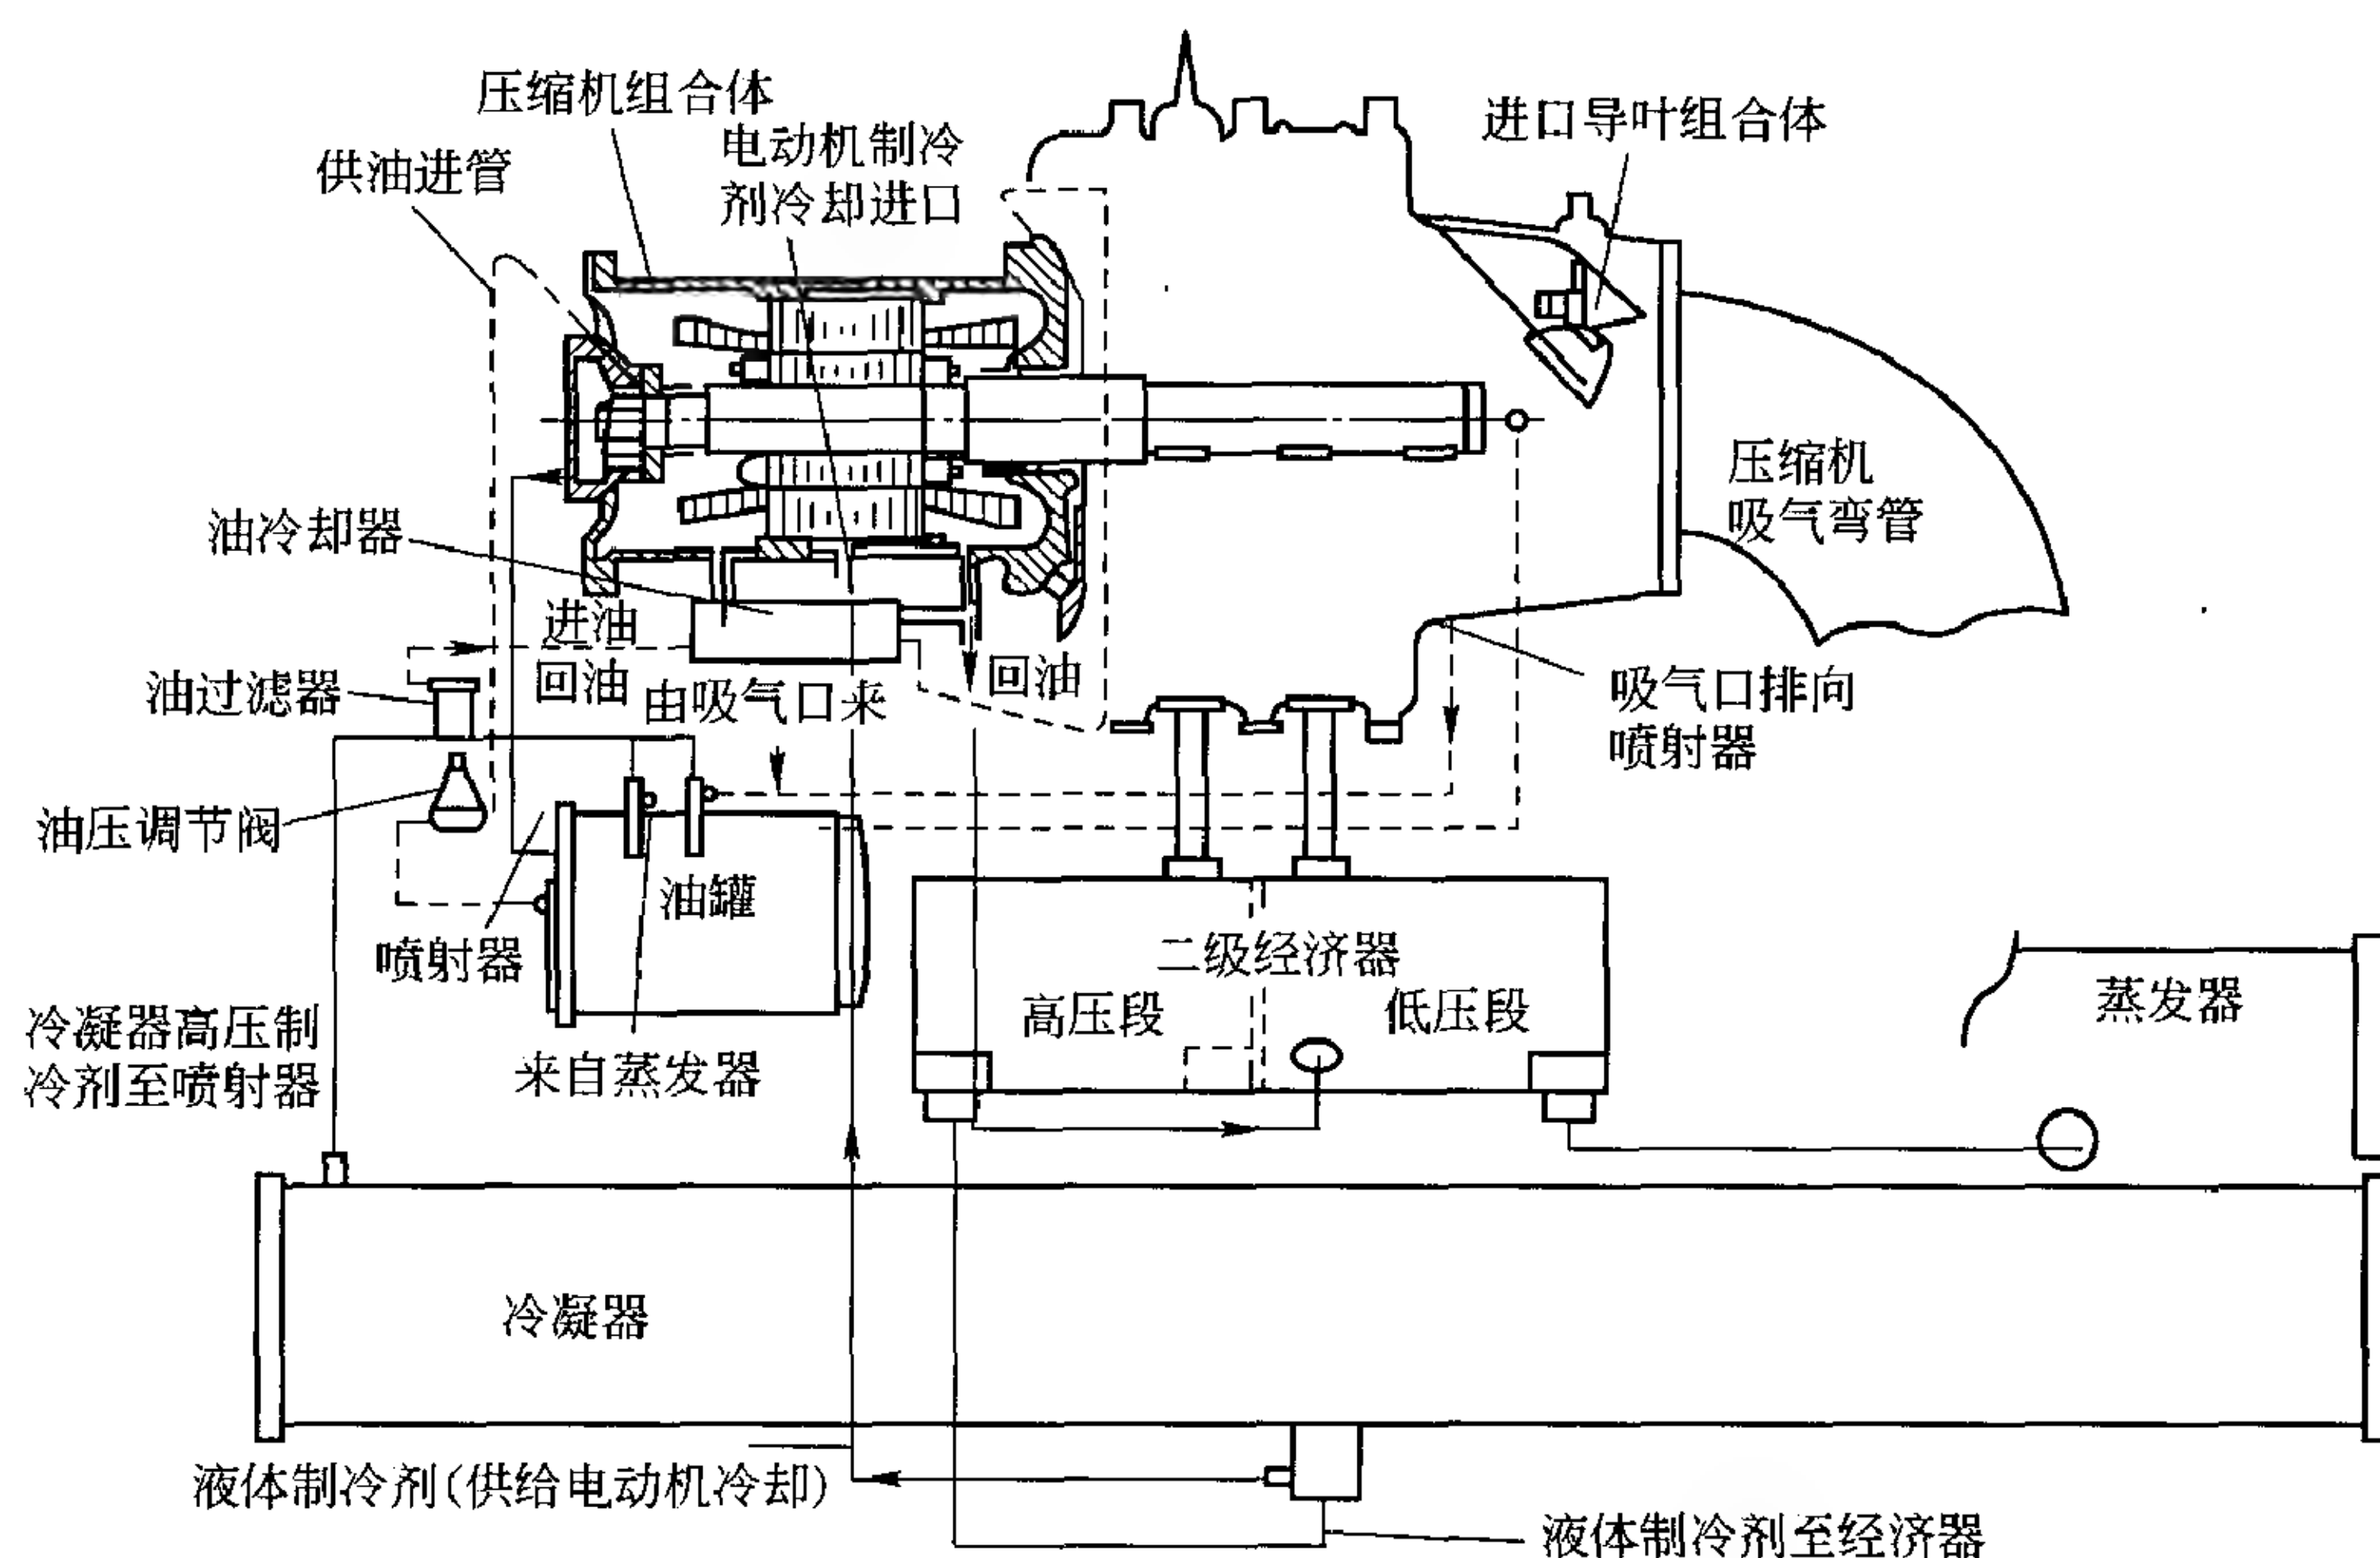 压缩机组合体
进口导叶组合体
电动机制冷
剂冷却进口
供油进管
压缩机
吸气弯管
油冷却器
进油
回油
由吸气口来
回油
油过滤器
吸气口排向
喷射器
油压调节阀
油罐
喷射器
二级经济器
高压段
低压段
蒸发器
冷凝器高压制
冷剂至喷射器
来自蒸发器
冷凝器
液体制冷剂(供给电动机冷却)
液体制冷剂至经济器